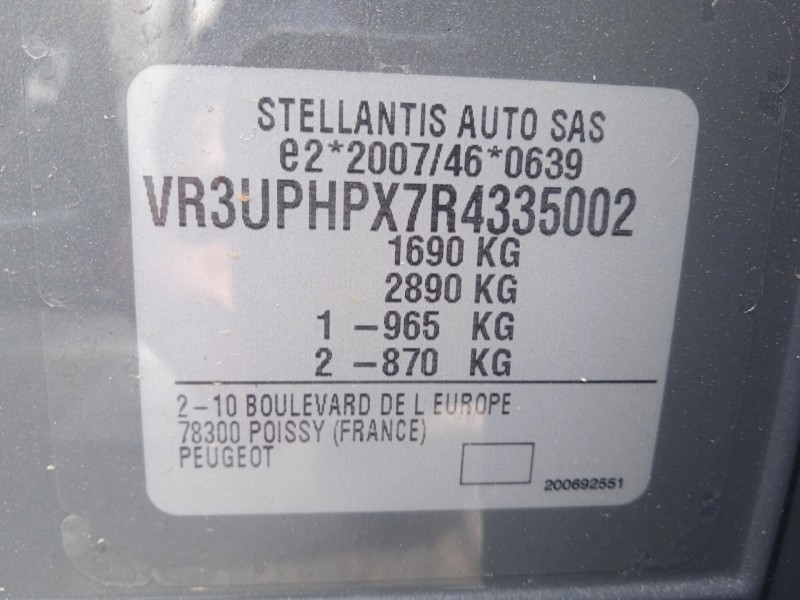 STELLANTIS AUTO SAS
e2*2007/46*0639
VR3UPHPX7R4335002
1690 KG
2890 KG
1 -965 KG
2 -870 KG
2-10 BOULEVARD DE L EUROPE
78300 POISSY (FRANCE)
PEUGEOT
200692551